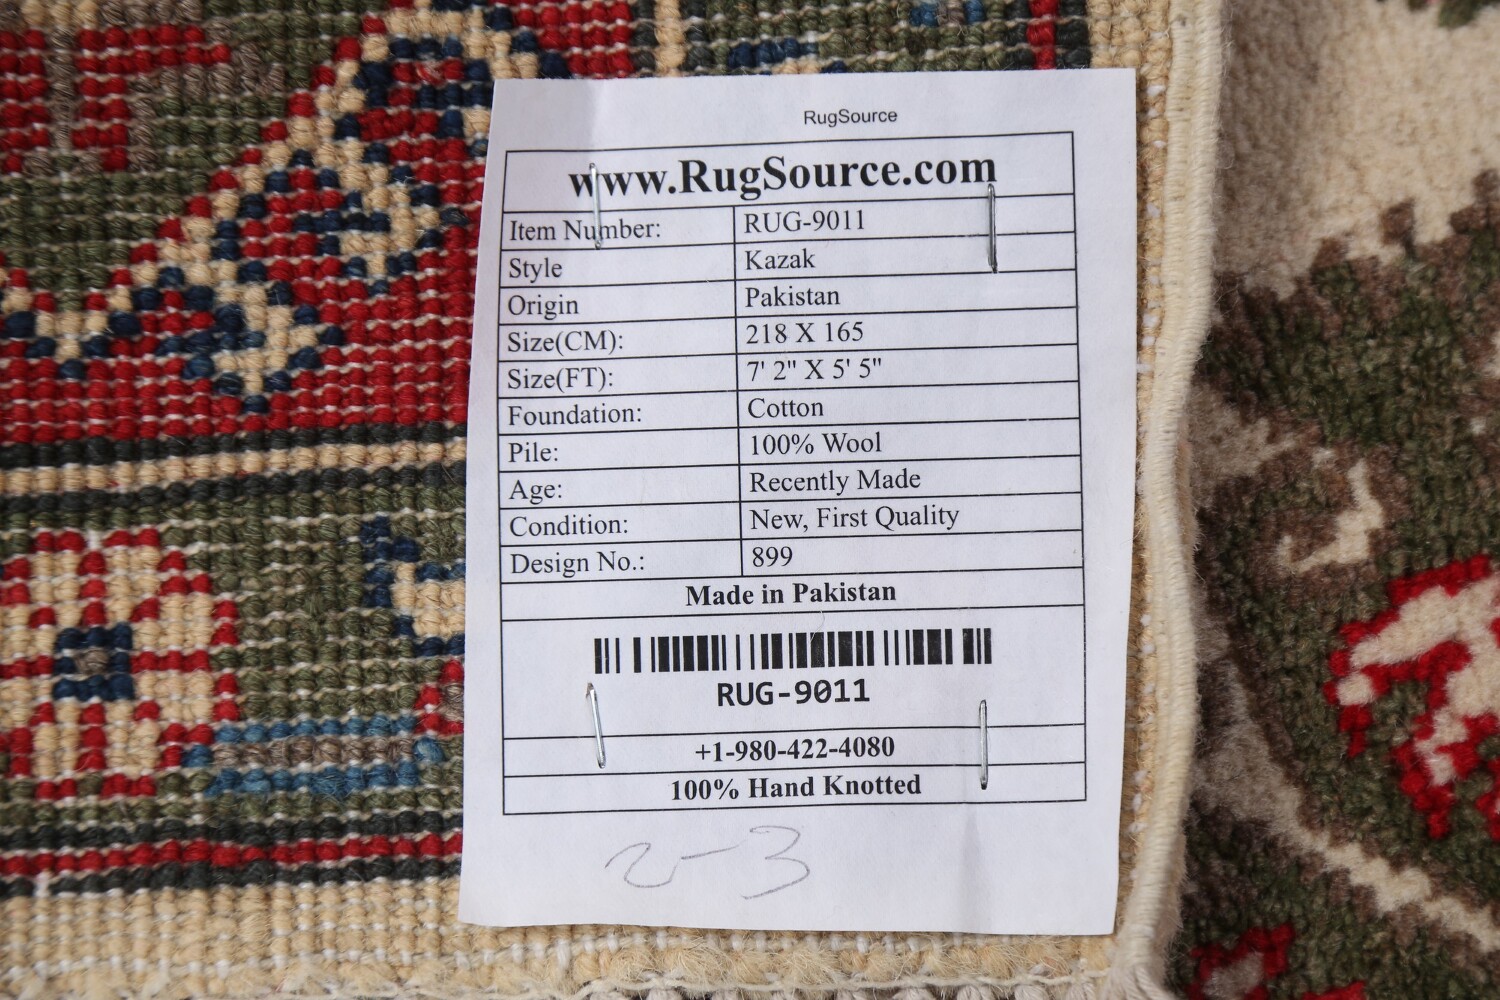 RugSource
www.RugSource.com
Item Number: RUG-9011
Style Kazak
Origin Pakistan
Size(CM): 218 X 165
Size(FT): 7' 2" X 5' 5"
Foundation: Cotton
Pile: 100% Wool
Age: Recently Made
Condition: New, First Quality
Design No.: 899
Made in Pakistan
RUG-9011
+1-980-422-4080
100% Hand Knotted
2-3